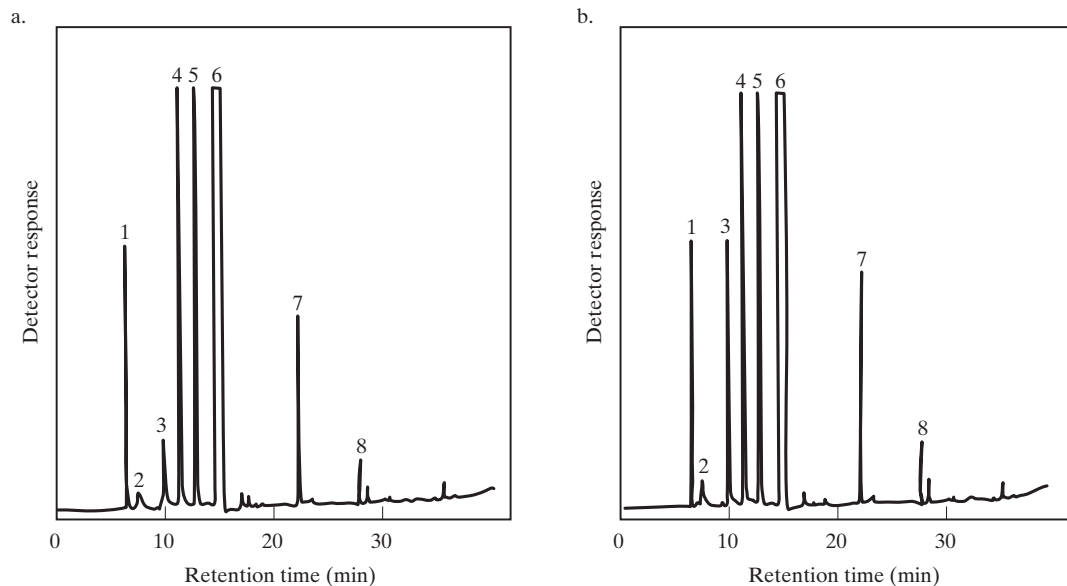 a.
4 5 6
1
3
2
7
8
Detector response
0 10 20 30
Retention time (min)
b.
4 5 6
1 3
2
7
8
Detector response
0 10 20 30
Retention time (min)